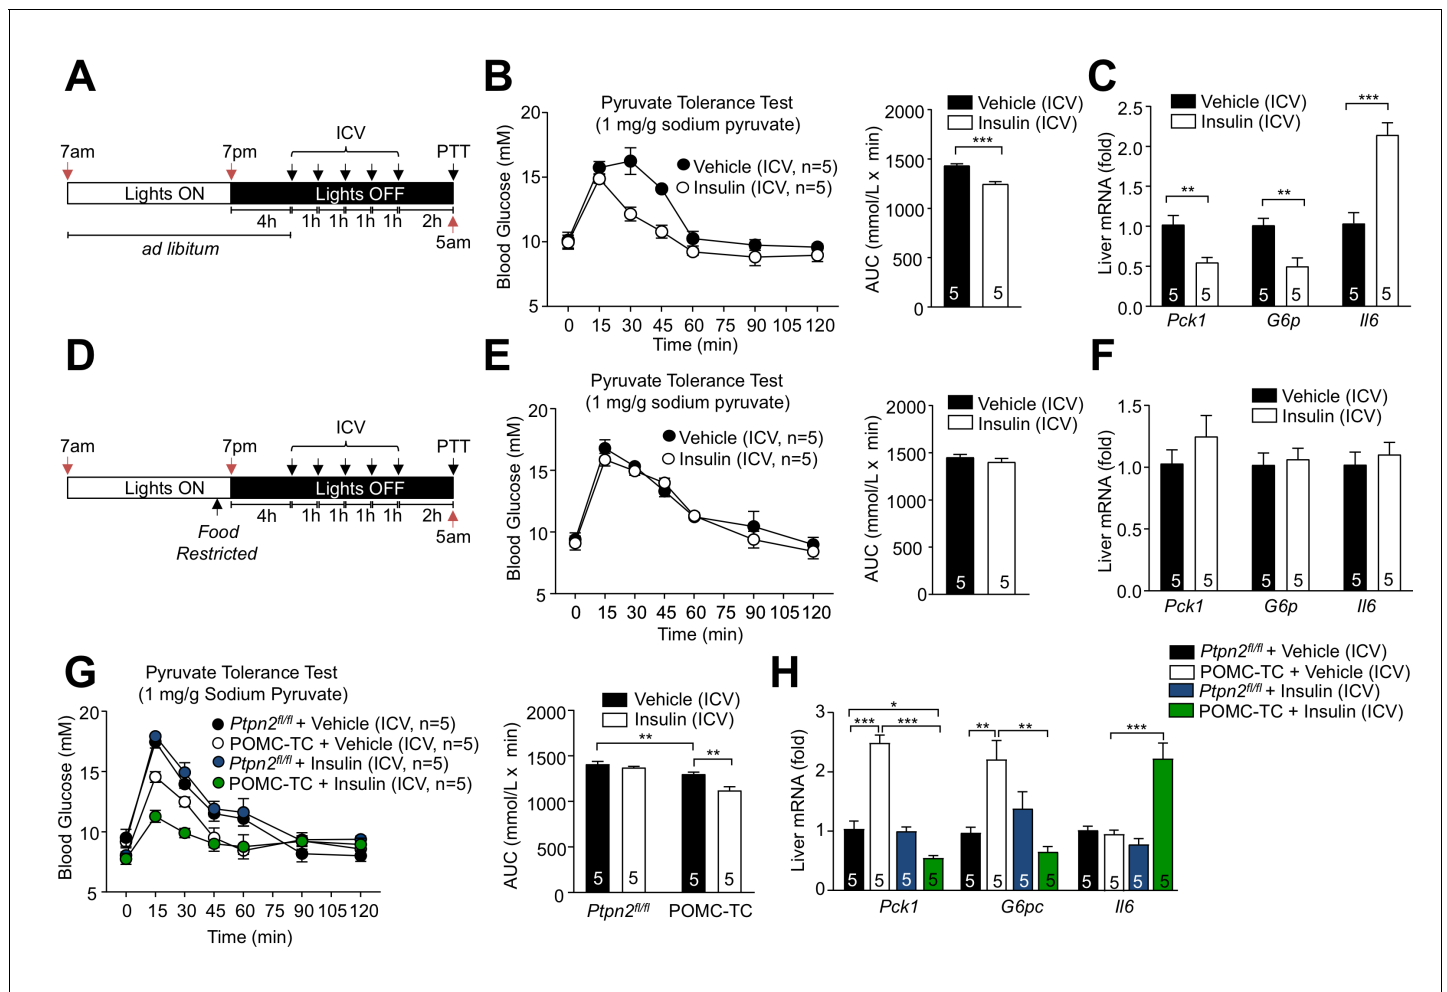 A
ICV
7am
7pm
PTT
Lights ON
Lights OFF
4h
1h
1h
1h
1h
2h
ad libitum
5am
B
Pyruvate Tolerance Test
(1 mg/g sodium pyruvate)
Blood Glucose (mM)
20
15
10
5
Vehicle (ICV, n=5)
Insulin (ICV, n=5)
0 15 30 45 60 75 90 105 120
Time (min)
AUC (mmol/L x min)
2000
1500
1000
500
0
Vehicle (ICV)
Insulin (ICV)
***
5 5
C
Liver mRNA (fold)
2.5
2.0
1.5
1.0
0.5
0.0
Vehicle (ICV)
Insulin (ICV)
**
**
***
5 5 5 5 5 5
Pck1 G6p Il6
D
ICV
7am
7pm
PTT
Lights ON
Lights OFF
4h
1h
1h
1h
1h
2h
Food
Restricted
5am
E
Pyruvate Tolerance Test
(1 mg/g sodium pyruvate)
Blood Glucose (mM)
20
15
10
5
Vehicle (ICV, n=5)
Insulin (ICV, n=5)
0 15 30 45 60 75 90 105 120
Time (min)
AUC (mmol/L x min)
2000
1500
1000
500
0
Vehicle (ICV)
Insulin (ICV)
5 5
F
Liver mRNA (fold)
1.5
1.0
0.5
0.0
Vehicle (ICV)
Insulin (ICV)
5 5 5 5 5 5
Pck1 G6p Il6
G
Pyruvate Tolerance Test
(1 mg/g Sodium Pyruvate)
Blood Glucose (mM)
20
15
10
5
Ptpn2fl/fl + Vehicle (ICV, n=5)
POMC-TC + Vehicle (ICV, n=5)
Ptpn2fl/fl + Insulin (ICV, n=5)
POMC-TC + Insulin (ICV, n=5)
0 15 30 45 60 75 90 105 120
Time (min)
AUC (mmol/L x min)
2000
1500
1000
500
0
Vehicle (ICV)
Insulin (ICV)
**
**
5 5 5 5
Ptpn2fl/fl POMC-TC
H
Ptpn2fl/fl + Vehicle (ICV)
POMC-TC + Vehicle (ICV)
Ptpn2fl/fl + Insulin (ICV)
POMC-TC + Insulin (ICV)
Liver mRNA (fold)
3
2
1
0
*
*** ***
** **
***
5 5 5 5 5 5 5 5 5 5 5 5
Pck1 G6pc Il6